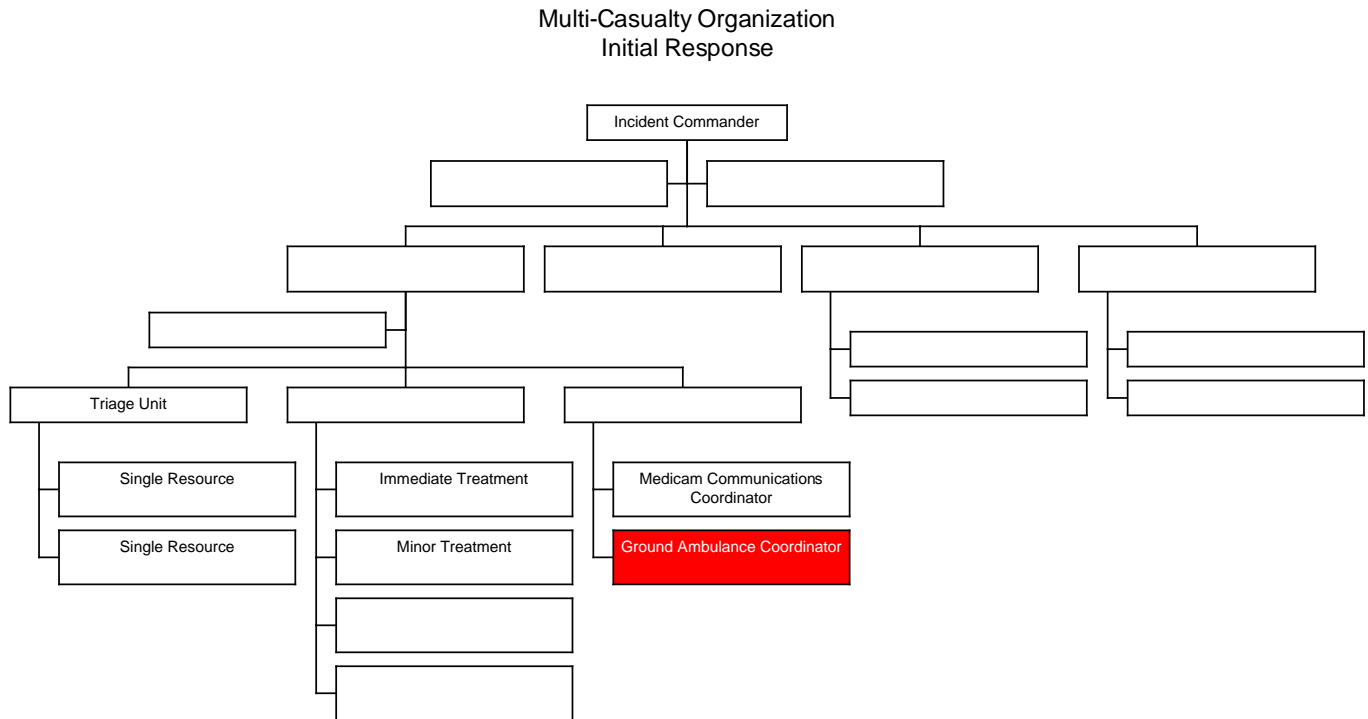 Multi-Casualty Organization
Initial Response
Incident Commander
Triage Unit
Single Resource
Immediate Treatment
Medicam Communications
Coordinator
Single Resource
Minor Treatment
Ground Ambulance Coordinator